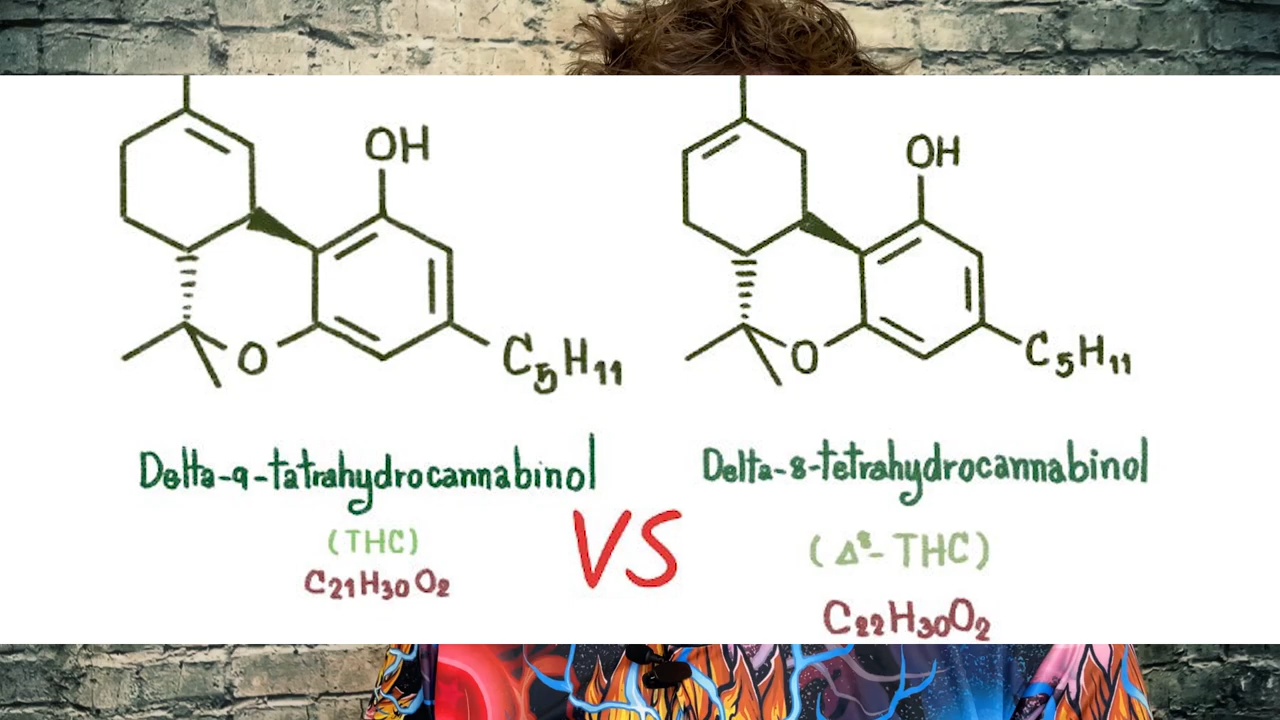 OH
OH
O
C₅H₁₁
O
C₅H₁₁
Delta-9-tatrahydrocannabinol
Delta-8-tetrahydrocannabinol
(THC)
VS
(Δ⁸-THC)
C₂₁H₃₀O₂
C₂₂H₃₀O₂